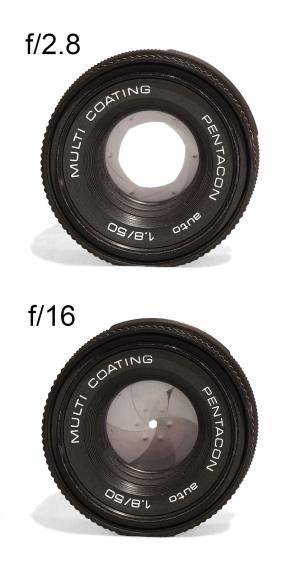 f/2.8
MULTI COATING
PENTACON auto 1.8/50
f/16
MULTI COATING
PENTACON auto 1.8/50